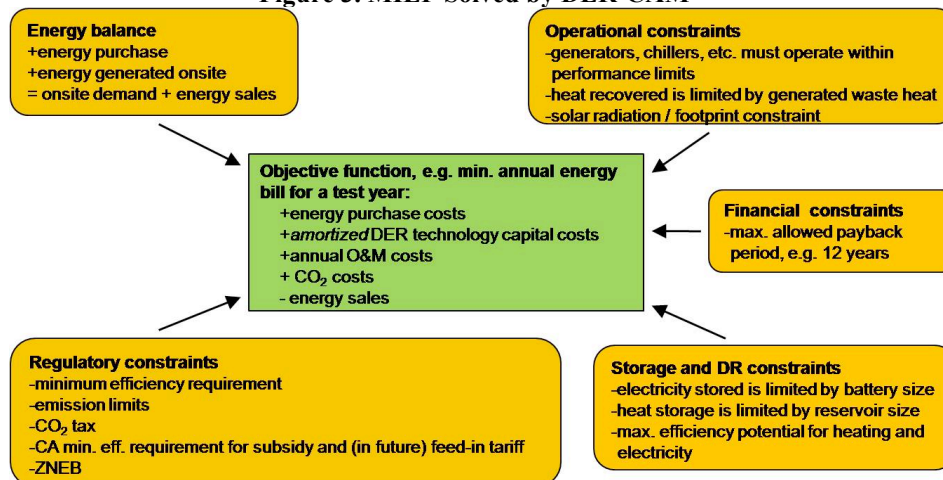 Figure 3. MILP Solved by DER-CAM
Energy balance
+energy purchase
+energy generated onsite
= onsite demand + energy sales
Operational constraints
-generators, chillers, etc. must operate within
performance limits
-heat recovered is limited by generated waste heat
-solar radiation / footprint constraint
Objective function, e.g. min. annual energy
bill for a test year:
+energy purchase costs
+amortized DER technology capital costs
+annual O&M costs
+ CO₂ costs
- energy sales
Financial constraints
-max. allowed payback
period, e.g. 12 years
Regulatory constraints
-minimum efficiency requirement
-emission limits
-CO₂ tax
-CA min. eff. requirement for subsidy and (in future) feed-in tariff
-ZNEB
Storage and DR constraints
-electricity stored is limited by battery size
-heat storage is limited by reservoir size
-max. efficiency potential for heating and
electricity